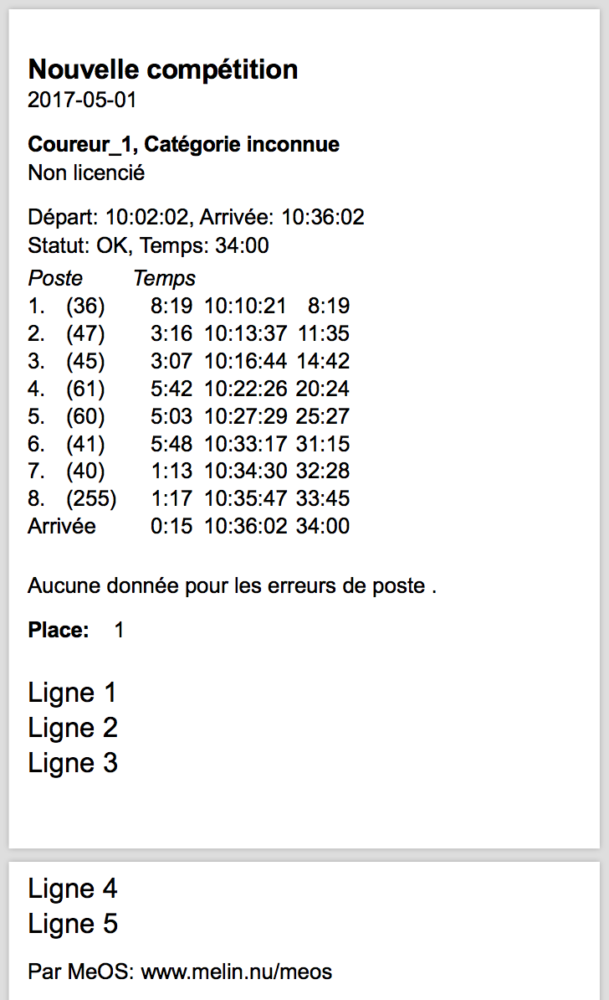 Nouvelle compétition
2017-05-01
Coureur_1, Catégorie inconnue
Non licencié
Départ: 10:02:02, Arrivée: 10:36:02
Statut: OK, Temps: 34:00
Poste Temps
1. (36) 8:19 10:10:21 8:19
2. (47) 3:16 10:13:37 11:35
3. (45) 3:07 10:16:44 14:42
4. (61) 5:42 10:22:26 20:24
5. (60) 5:03 10:27:29 25:27
6. (41) 5:48 10:33:17 31:15
7. (40) 1:13 10:34:30 32:28
8. (255) 1:17 10:35:47 33:45
Arrivée 0:15 10:36:02 34:00
Aucune donnée pour les erreurs de poste .
Place: 1
Ligne 1
Ligne 2
Ligne 3
Ligne 4
Ligne 5
Par MeOS: www.melin.nu/meos